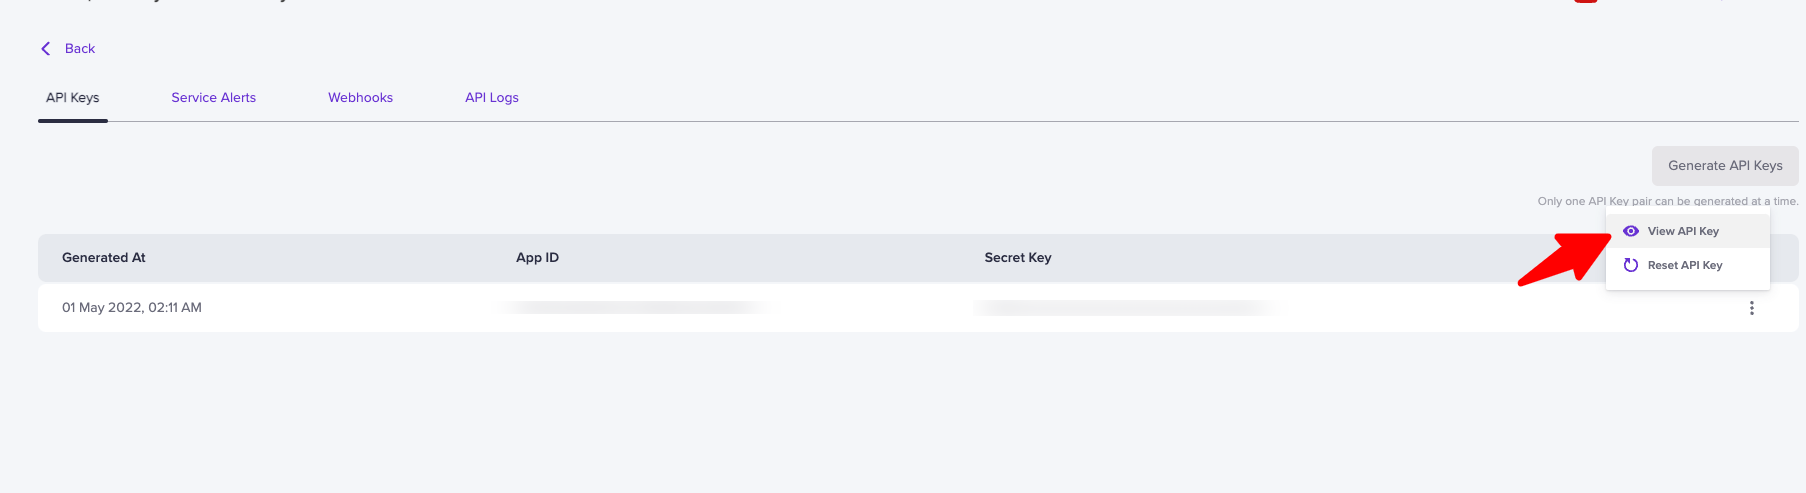 Back
API Keys Service Alerts Webhooks API Logs
Generate API Keys
Only one API Key pair can be generated at a time.
View API Key
Reset API Key
Generated At App ID Secret Key
01 May 2022, 02:11 AM